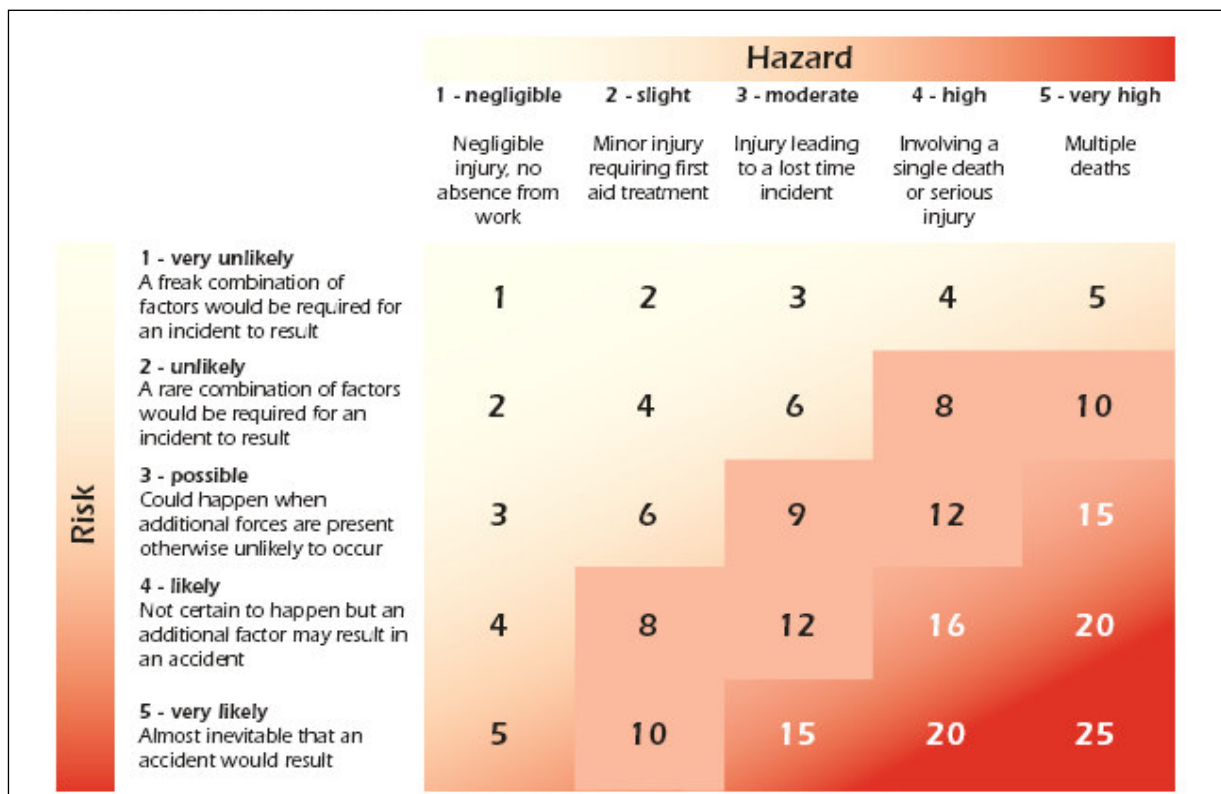 Hazard
1 - negligible 2 - slight 3 - moderate 4 - high 5 - very high
Negligible injury, no absence from work
Minor injury requiring first aid treatment
Injury leading to a lost time incident
Involving a single death or serious injury
Multiple deaths
Risk
1 - very unlikely
A freak combination of
factors would be required for
an incident to result
1 2 3 4 5
2 - unlikely
A rare combination of factors
would be required for an
incident to result
2 4 6 8 10
3 - possible
Could happen when
additional forces are present
otherwise unlikely to occur
3 6 9 12 15
4 - likely
Not certain to happen but an
additional factor may result in
an accident
4 8 12 16 20
5 - very likely
Almost inevitable that an
accident would result
5 10 15 20 25